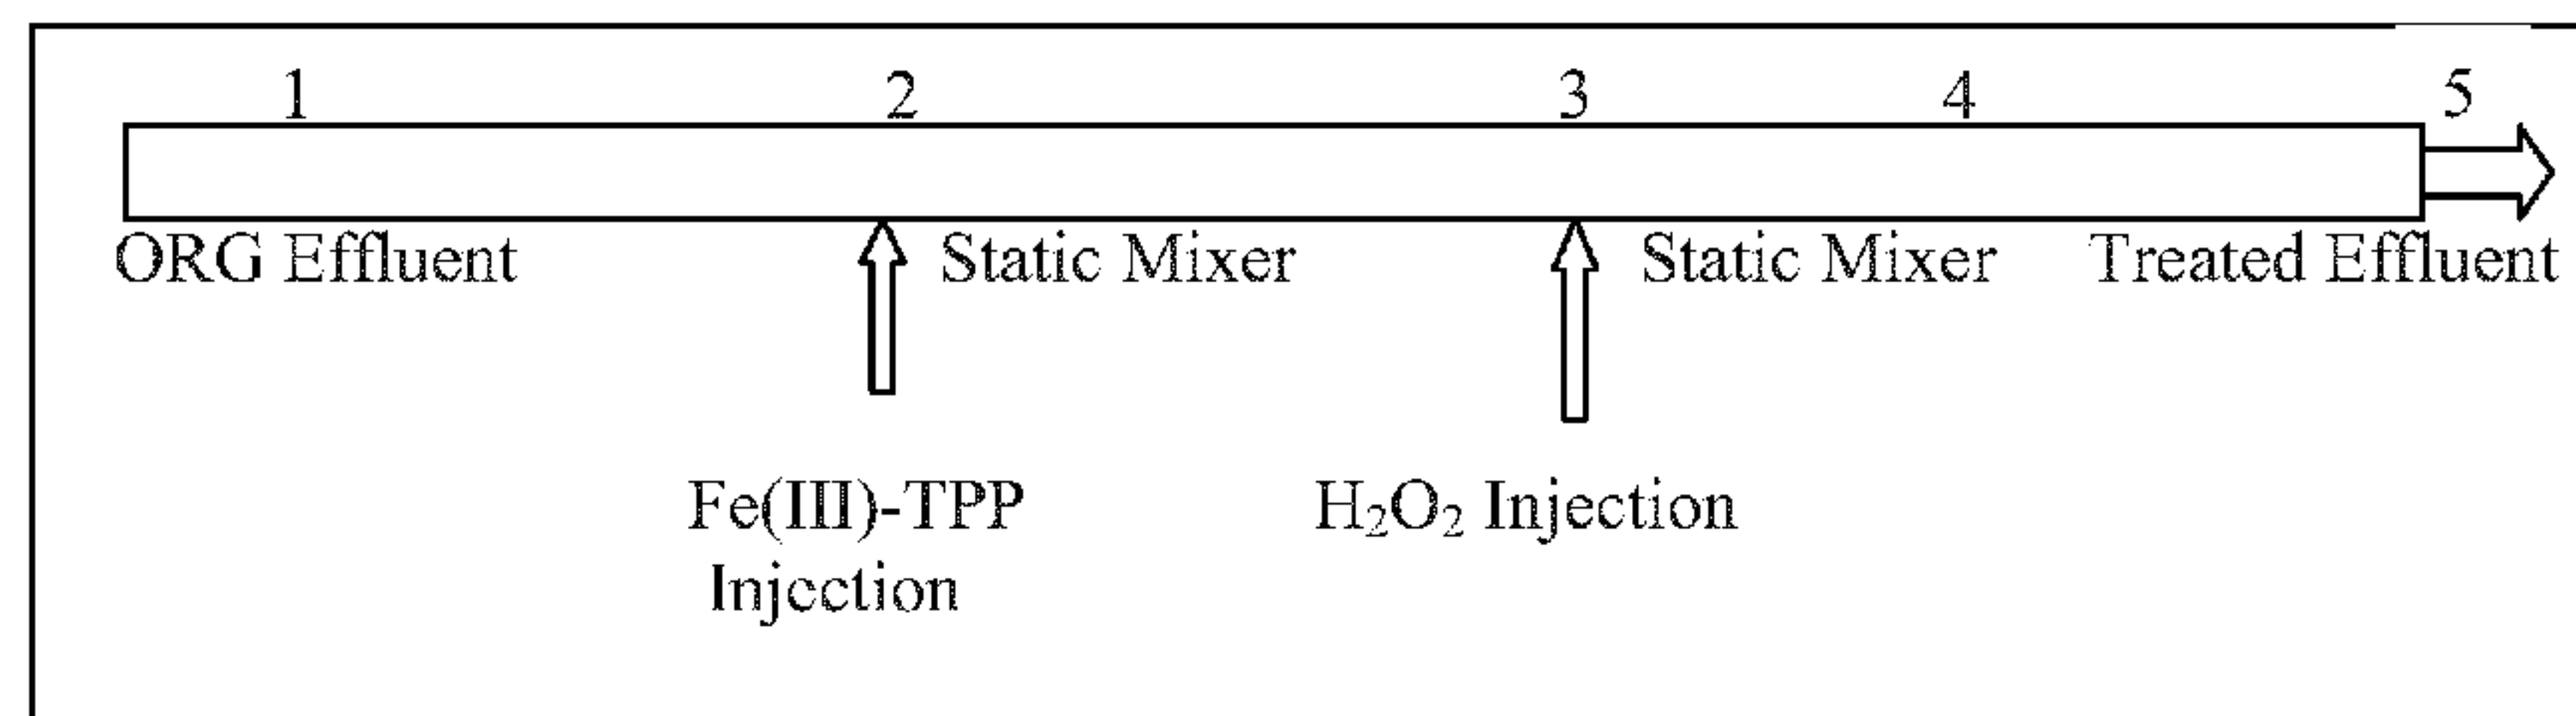 1 2 3 4 5
ORG Effluent Static Mixer Static Mixer Treated Effluent
Fe(III)-TPP H₂O₂ Injection
Injection